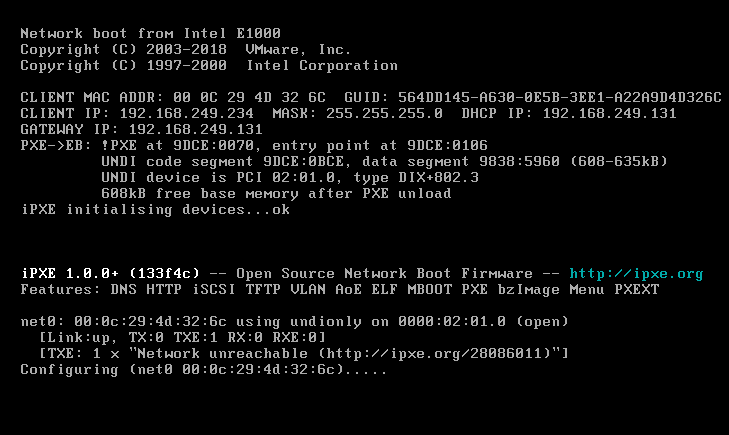 Network boot from Intel E1000
Copyright (C) 2003-2018  VMware, Inc.
Copyright (C) 1997-2000  Intel Corporation
CLIENT MAC ADDR: 00 0C 29 4D 32 6C  GUID: 564DD145-A630-0E5B-3EE1-A22A9D4D326C
CLIENT IP: 192.168.249.234  MASK: 255.255.255.0  DHCP IP: 192.168.249.131
GATEWAY IP: 192.168.249.131
PXE->EB: !PXE at 9DCE:0070, entry point at 9DCE:0106
UNDI code segment 9DCE:0BCE, data segment 9838:5960 (608-635kB)
UNDI device is PCI 02:01.0, type DIX+802.3
608kB free base memory after PXE unload
iPXE initialising devices...ok
iPXE 1.0.0+ (133f4c) -- Open Source Network Boot Firmware -- http://ipxe.org
Features: DNS HTTP iSCSI TFTP VLAN AoE ELF MBOOT PXE bzImage Menu PXEXT
net0: 00:0c:29:4d:32:6c using undionly on 0000:02:01.0 (open)
[Link:up, TX:0 TXE:1 RX:0 RXE:0]
[TXE: 1 x "Network unreachable (http://ipxe.org/28086011)"]
Configuring (net0 00:0c:29:4d:32:6c).....